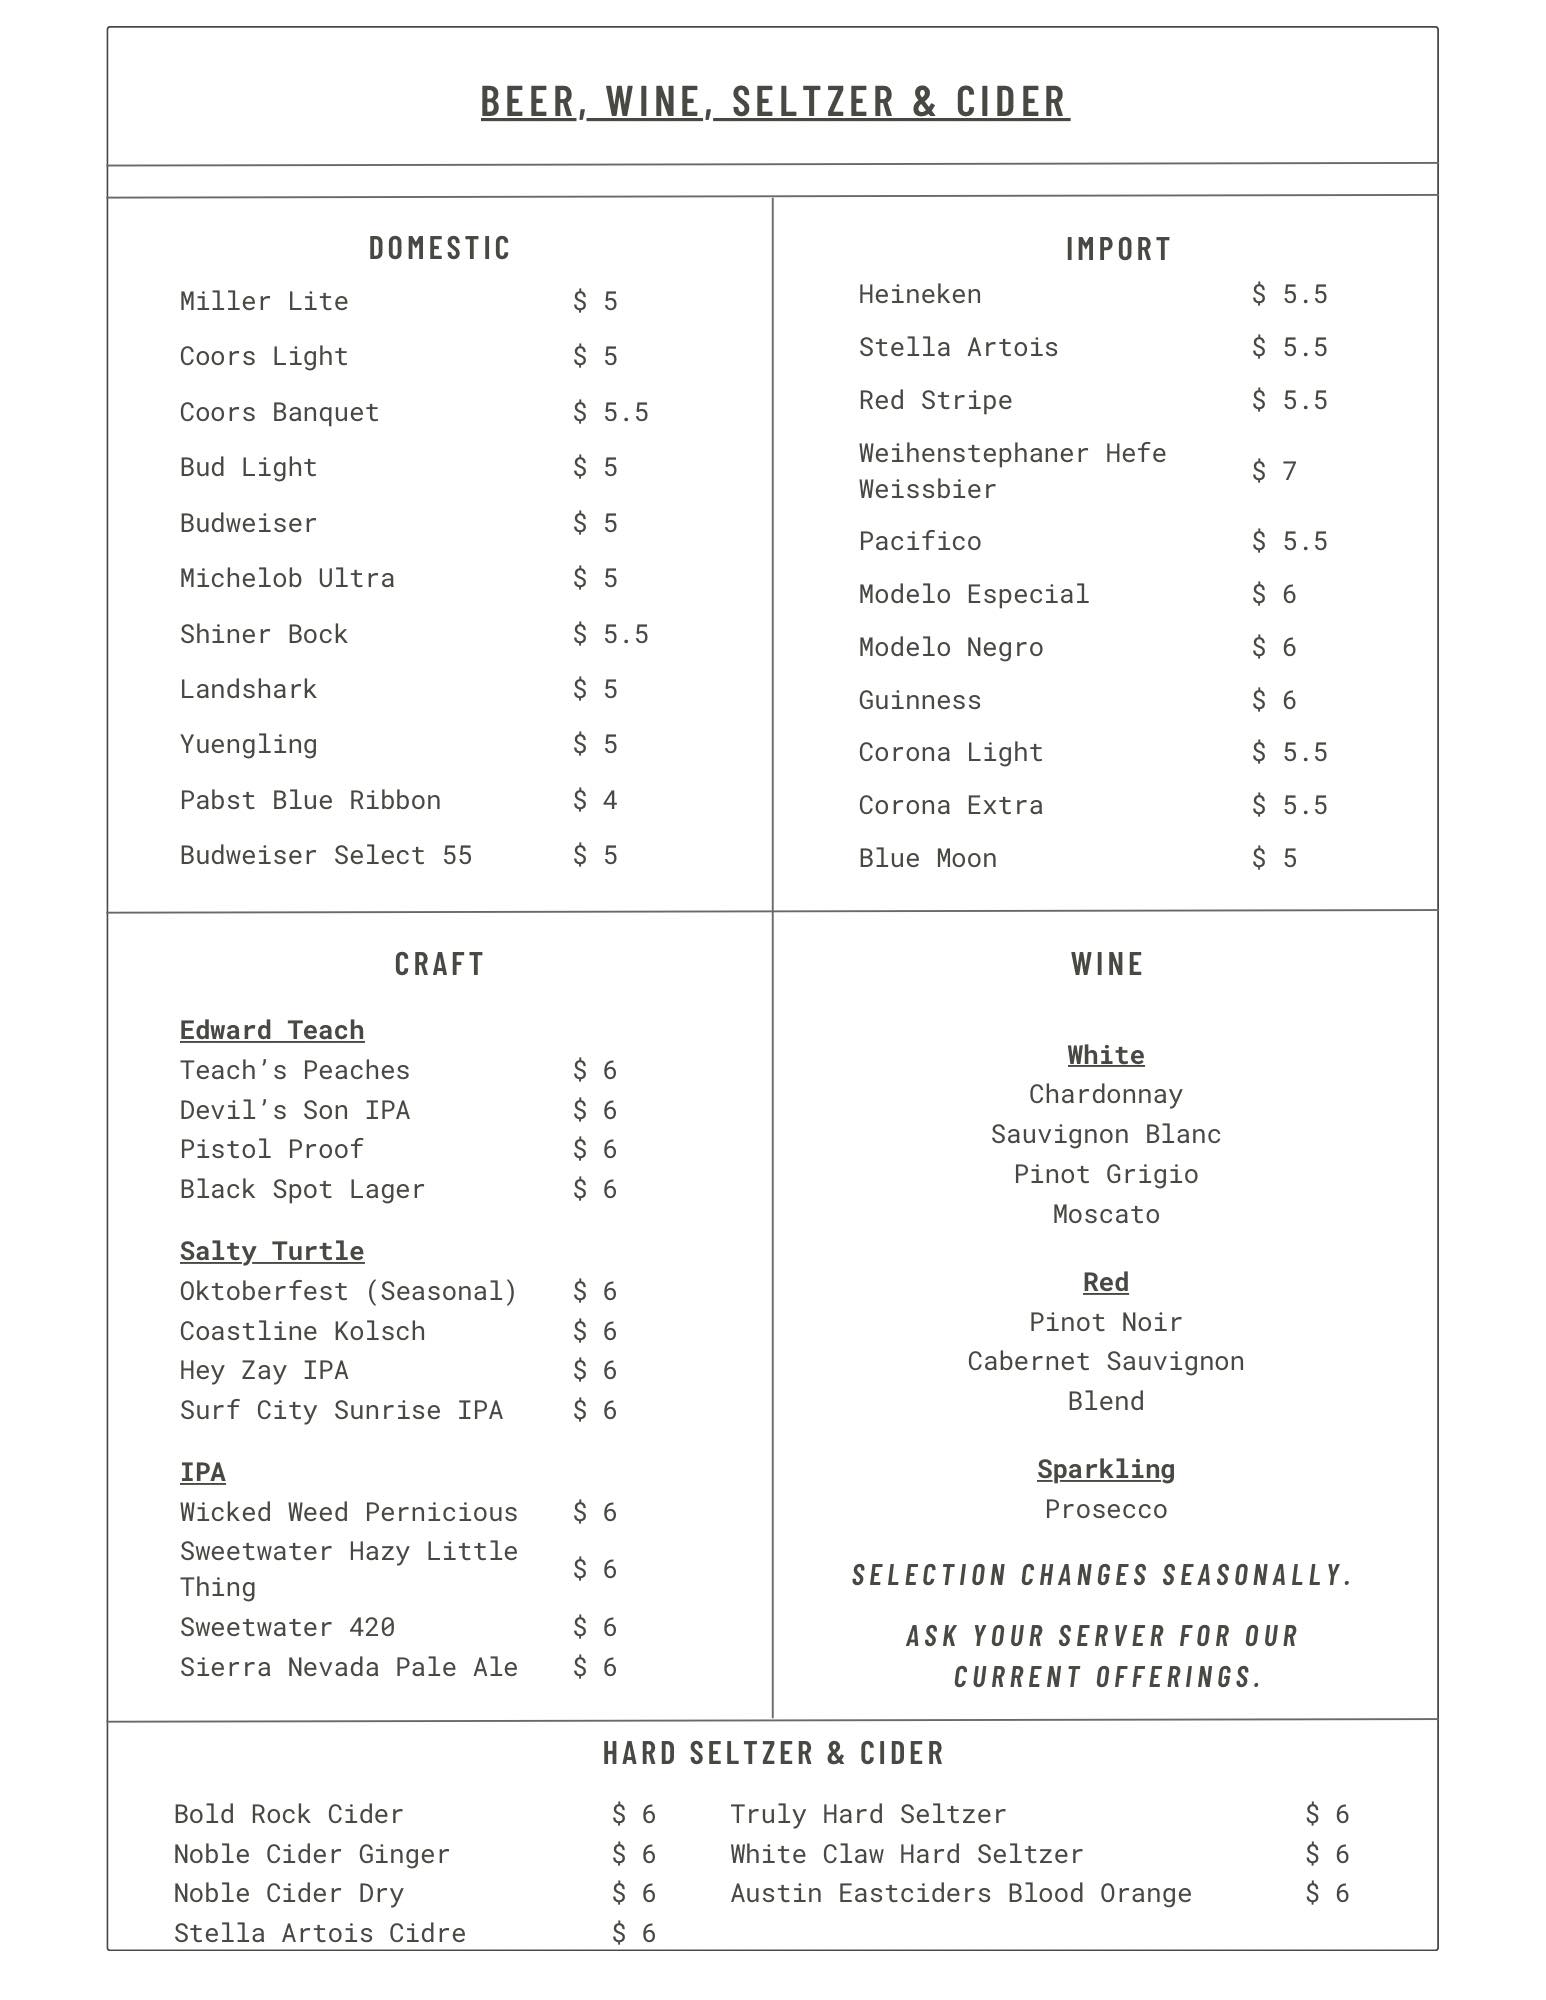 BEER, WINE, SELTZER & CIDER
DOMESTIC
Miller Lite $ 5
Coors Light $ 5
Coors Banquet $ 5.5
Bud Light $ 5
Budweiser $ 5
Michelob Ultra $ 5
Shiner Bock $ 5.5
Landshark $ 5
Yuengling $ 5
Pabst Blue Ribbon $ 4
Budweiser Select 55 $ 5
IMPORT
Heineken $ 5.5
Stella Artois $ 5.5
Red Stripe $ 5.5
Weihenstephaner Hefe
Weissbier $ 7
Pacifico $ 5.5
Modelo Especial $ 6
Modelo Negro $ 6
Guinness $ 6
Corona Light $ 5.5
Corona Extra $ 5.5
Blue Moon $ 5
CRAFT
Edward Teach
Teach’s Peaches $ 6
Devil’s Son IPA $ 6
Pistol Proof $ 6
Black Spot Lager $ 6
Salty Turtle
Oktoberfest (Seasonal) $ 6
Coastline Kolsch $ 6
Hey Zay IPA $ 6
Surf City Sunrise IPA $ 6
IPA
Wicked Weed Pernicious $ 6
Sweetwater Hazy Little
Thing $ 6
Sweetwater 420 $ 6
Sierra Nevada Pale Ale $ 6
WINE
White
Chardonnay
Sauvignon Blanc
Pinot Grigio
Moscato
Red
Pinot Noir
Cabernet Sauvignon
Blend
Sparkling
Prosecco
SELECTION CHANGES SEASONALLY.
ASK YOUR SERVER FOR OUR
CURRENT OFFERINGS.
HARD SELTZER & CIDER
Bold Rock Cider $ 6
Noble Cider Ginger $ 6
Noble Cider Dry $ 6
Stella Artois Cidre $ 6
Truly Hard Seltzer $ 6
White Claw Hard Seltzer $ 6
Austin Eastciders Blood Orange $ 6